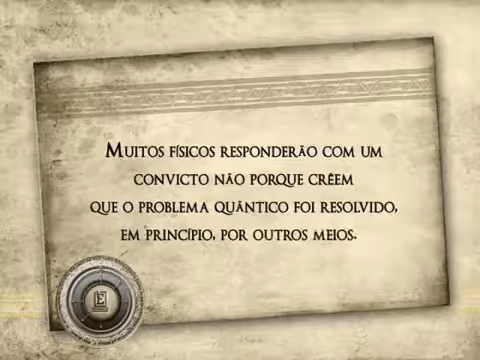 Muitos físicos responderão com um
convicto não porque crêem
que o problema quântico foi resolvido,
em princípio, por outros meios.
E